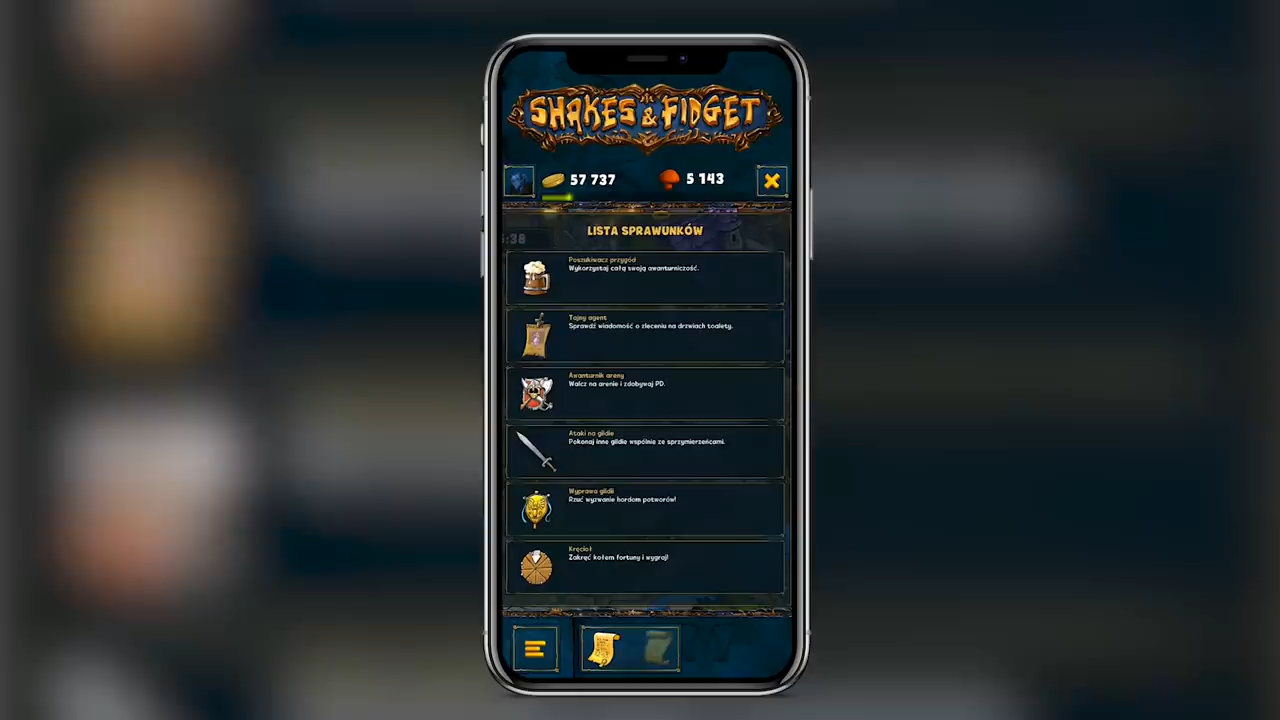 SHAKES & FIDGET
57 737
5 143
:38
LISTA SPRAWUNKÓW
Poszukiwacz przygód
Wykorzystaj całą swoją awanturniczość.
Tajny agent
Sprawdź wiadomość o zleceniu na drzwiach toalety.
Awanturnik areny
Walcz na arenie i zdobywaj PD.
Ataki na gildie
Pokonaj inne gildie wspólnie ze sprzymierzeńcami.
Wyprawa gildii
Rzuć wyzwanie hordom potworów!
Kręcioł
Zakręć kołem fortuny i wygraj!